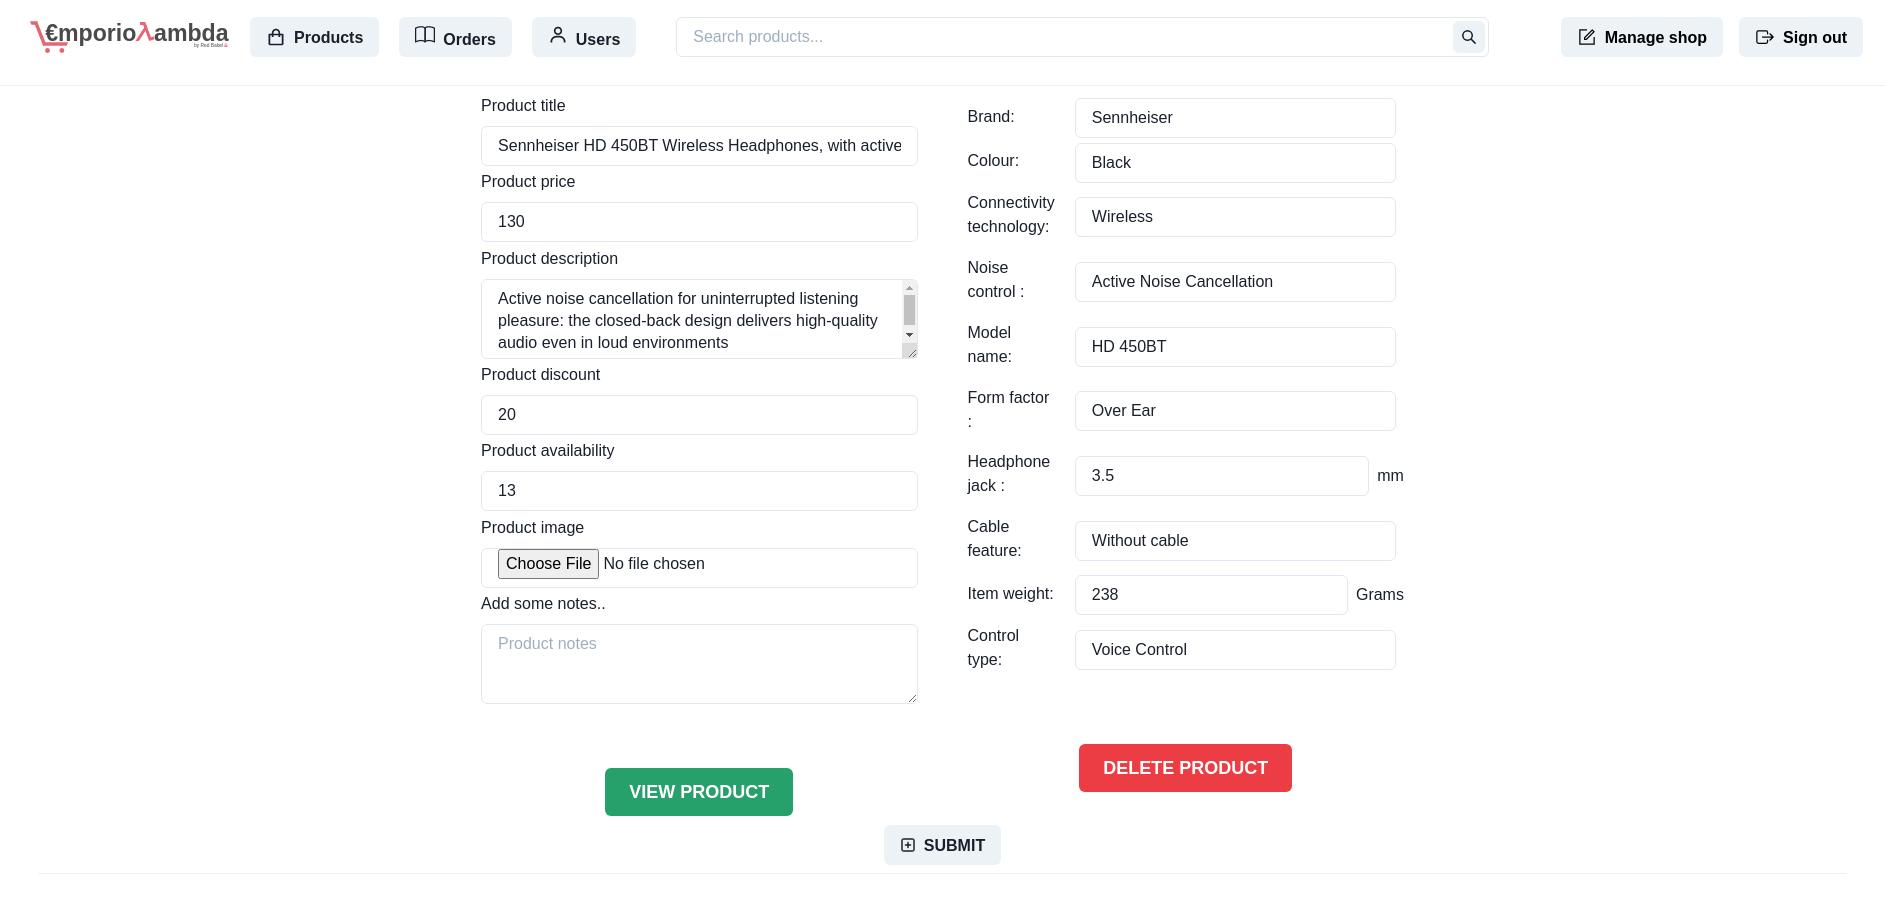 €mporioλambda
by Red Babel
Products
Orders
Users
Search products...
Manage shop
Sign out
Product title
Sennheiser HD 450BT Wireless Headphones, with active
Product price
130
Product description
Active noise cancellation for uninterrupted listening
pleasure: the closed-back design delivers high-quality
audio even in loud environments
Product discount
20
Product availability
13
Product image
Choose File No file chosen
Add some notes..
Product notes
Brand:
Sennheiser
Colour:
Black
Connectivity
technology:
Wireless
Noise
control :
Active Noise Cancellation
Model
name:
HD 450BT
Form factor
:
Over Ear
Headphone
jack :
3.5
mm
Cable
feature:
Without cable
Item weight:
238
Grams
Control
type:
Voice Control
VIEW PRODUCT
DELETE PRODUCT
SUBMIT